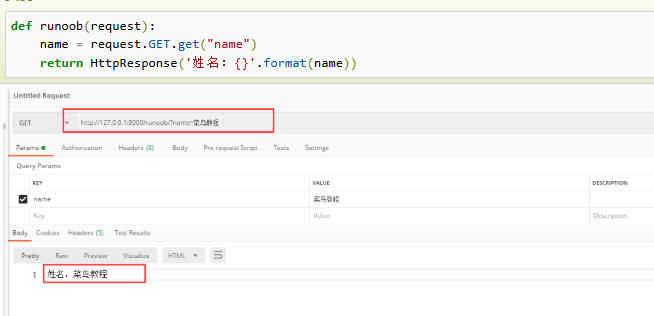 def runoob(request):
    name = request.GET.get("name")
    return HttpResponse('姓名：{}'.format(name))
Untitled Request
GET http://127.0.0.1:8000/runoob/?name=菜鸟教程
Params Authorization Headers (8) Body Pre-request Script Tests Settings
Query Params
KEY VALUE DESCRIPTION
name 菜鸟教程
Key Value Description
Body Cookies Headers (5) Test Results
Pretty Raw Preview Visualize HTML
1 姓名：菜鸟教程